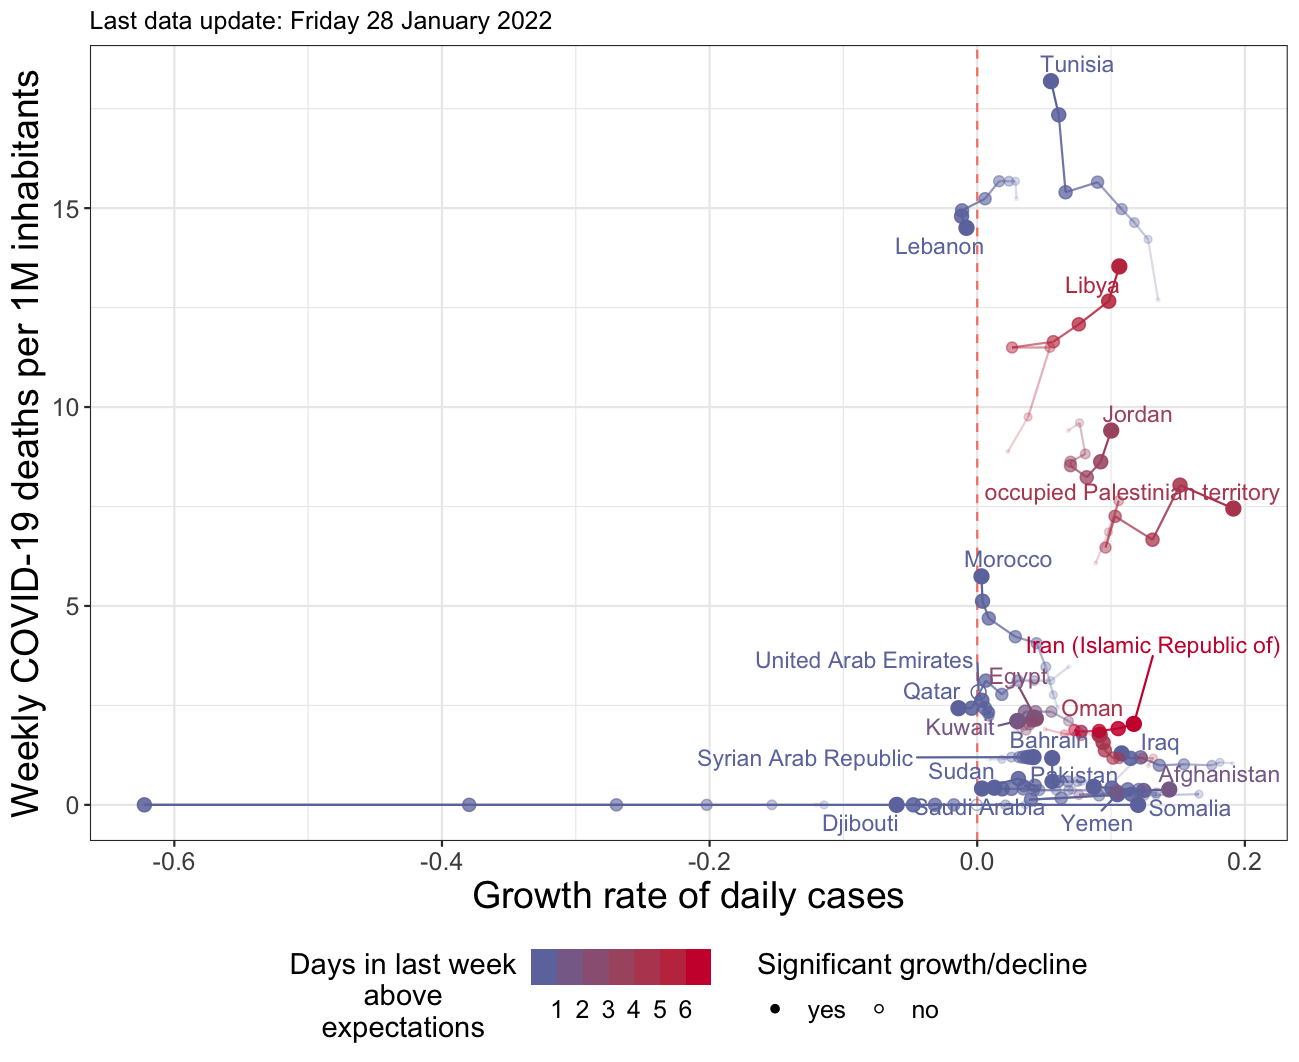 Last data update: Friday 28 January 2022
Weekly COVID-19 deaths per 1M inhabitants
15
10
5
0
Tunisia
Lebanon
Libya
Jordan
occupied Palestinian territory
Morocco
Iran (Islamic Republic of)
United Arab Emirates
Egypt
Qatar
Oman
Kuwait
Bahrain
Iraq
Syrian Arab Republic
Sudan
Pakistan
Afghanistan
Saudi Arabia
Somalia
Djibouti
Yemen
-0.6
-0.4
-0.2
0.0
0.2
Growth rate of daily cases
Days in last week
above
expectations
1 2 3 4 5 6
Significant growth/decline
yes
no